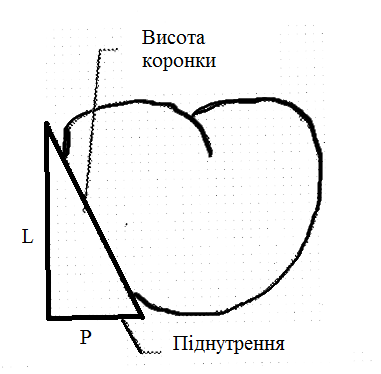 Висота
коронки
L
P
Піднутрення